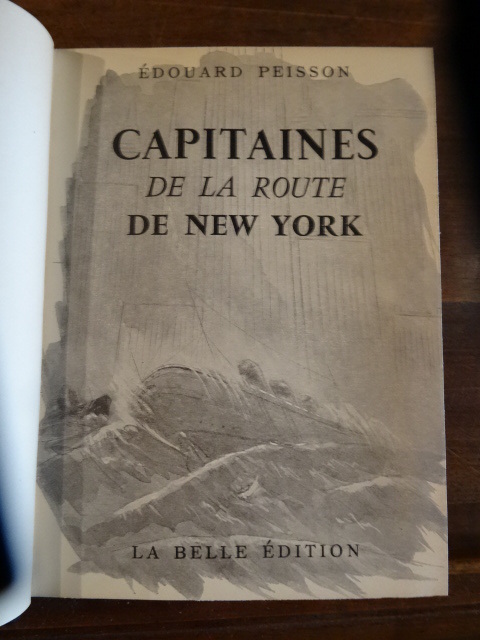 ÉDOUARD PEISSON
CAPITAINES
DE LA ROUTE
DE NEW YORK
LA BELLE ÉDITION